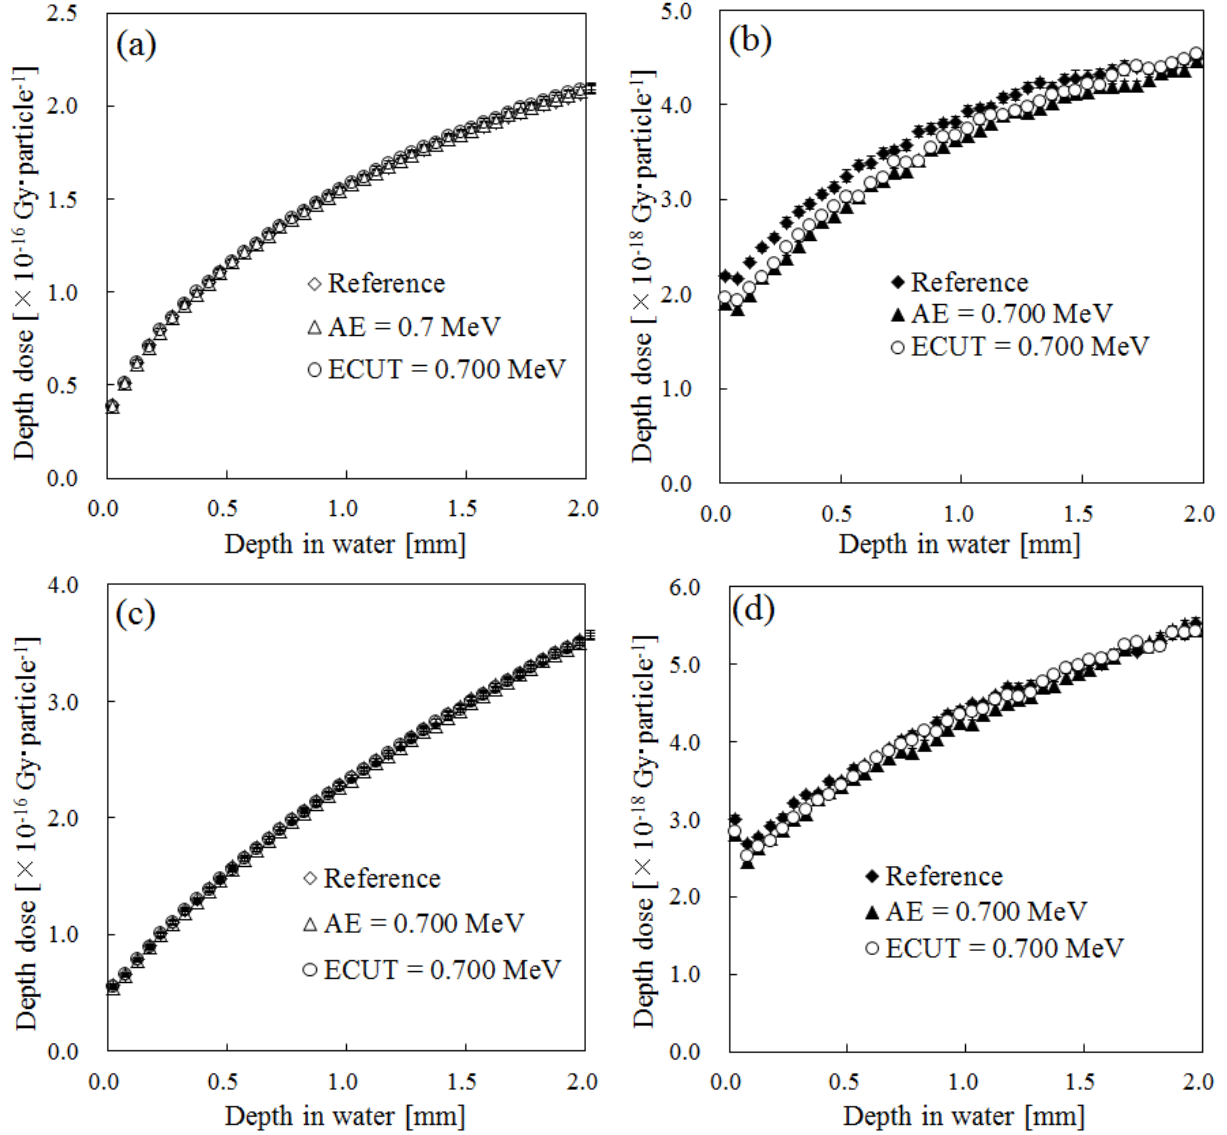 (a)
2.5
2.0
1.5
1.0
0.5
0.0
Depth dose [×10-16 Gy·particle-1]
Reference
AE = 0.7 MeV
ECUT = 0.700 MeV
0.0 0.5 1.0 1.5 2.0
Depth in water [mm]
(b)
5.0
4.0
3.0
2.0
1.0
0.0
Depth dose [×10-18 Gy·particle-1]
Reference
AE = 0.700 MeV
ECUT = 0.700 MeV
0.0 0.5 1.0 1.5 2.0
Depth in water [mm]
(c)
4.0
3.0
2.0
1.0
0.0
Depth dose [×10-16 Gy·particle-1]
Reference
AE = 0.700 MeV
ECUT = 0.700 MeV
0.0 0.5 1.0 1.5 2.0
Depth in water [mm]
(d)
6.0
5.0
4.0
3.0
2.0
1.0
0.0
Depth dose [×10-18 Gy·particle-1]
Reference
AE = 0.700 MeV
ECUT = 0.700 MeV
0.0 0.5 1.0 1.5 2.0
Depth in water [mm]